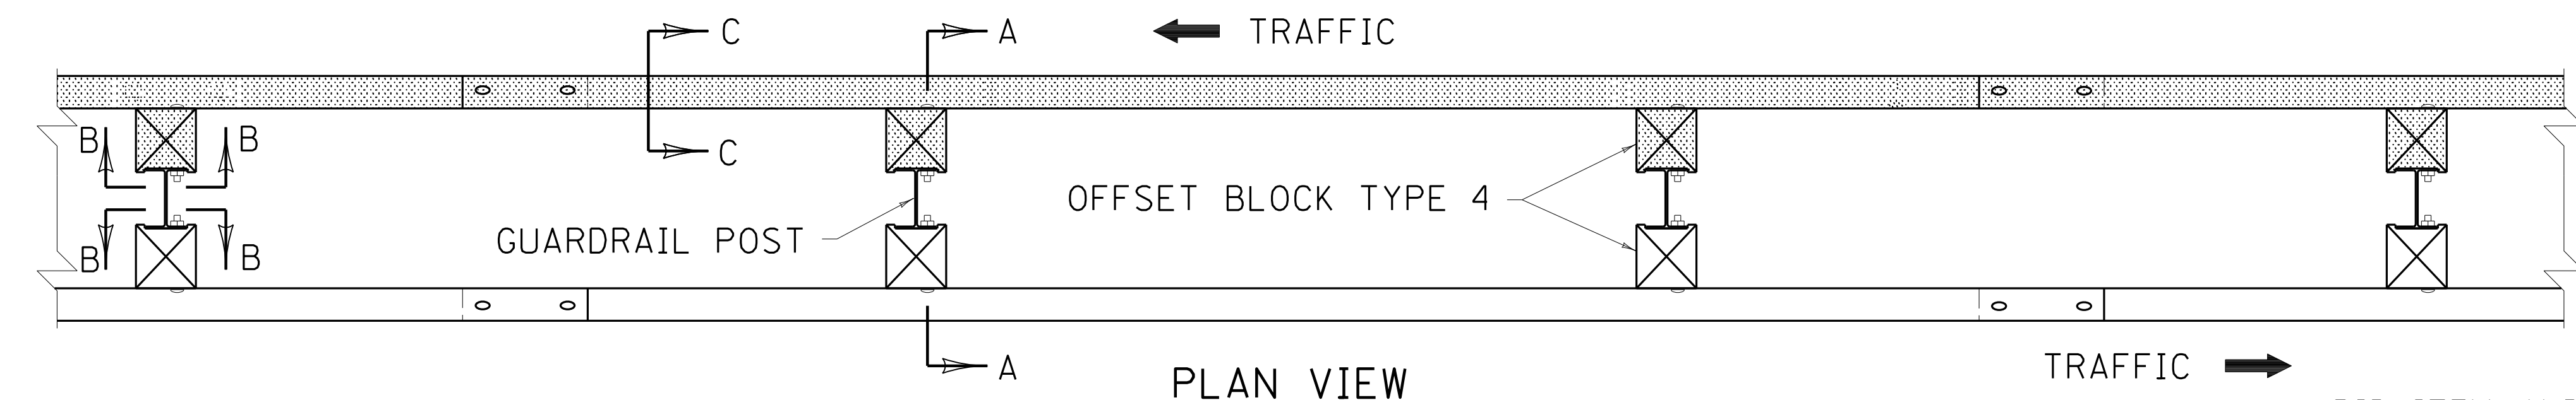 C
A
TRAFFIC
B
B
C
OFFSET BLOCK TYPE 4
GUARDRAIL POST
B
B
A
TRAFFIC
PLAN VIEW